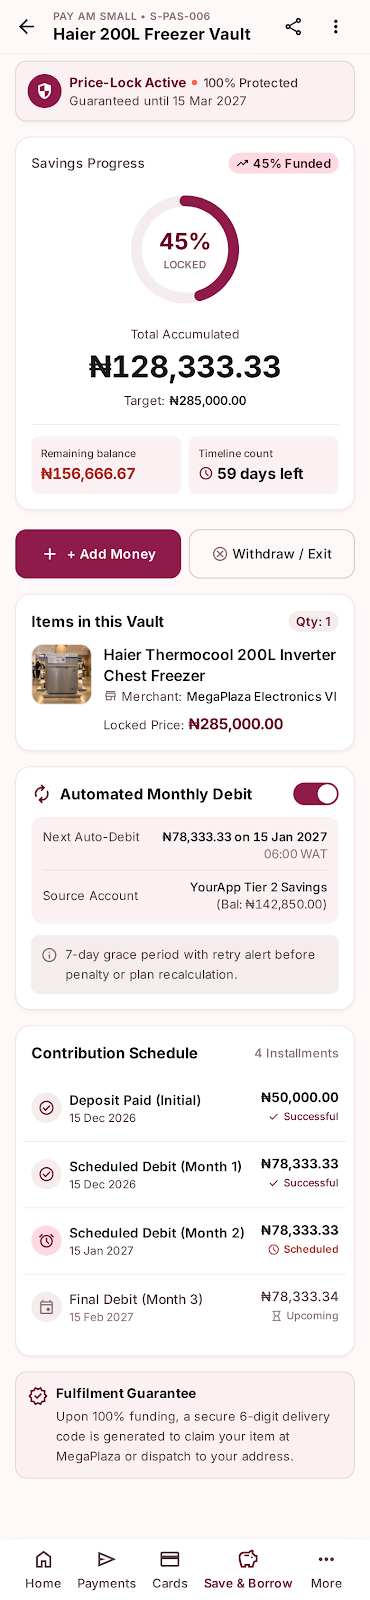 PAY AM SMALL • S-PAS-006
Haier 200L Freezer Vault
Price-Lock Active • 100% Protected
Guaranteed until 15 Mar 2027
Savings Progress
45% Funded
45%
LOCKED
Total Accumulated
₦128,333.33
Target: ₦285,000.00
Remaining balance
₦156,666.67
Timeline count
59 days left
+ + Add Money
Withdraw / Exit
Items in this Vault
Qty: 1
Haier Thermocool 200L Inverter
Chest Freezer
Merchant: MegaPlaza Electronics VI
Locked Price: ₦285,000.00
Automated Monthly Debit
Next Auto-Debit
₦78,333.33 on 15 Jan 2027
06:00 WAT
Source Account
YourApp Tier 2 Savings
(Bal: ₦142,850.00)
7-day grace period with retry alert before
penalty or plan recalculation.
Contribution Schedule
4 Installments
Deposit Paid (Initial)
₦50,000.00
15 Dec 2026
Successful
Scheduled Debit (Month 1)
₦78,333.33
15 Dec 2026
Successful
Scheduled Debit (Month 2)
₦78,333.33
15 Jan 2027
Scheduled
Final Debit (Month 3)
₦78,333.34
15 Feb 2027
Upcoming
Fulfilment Guarantee
Upon 100% funding, a secure 6-digit delivery
code is generated to claim your item at
MegaPlaza or dispatch to your address.
Home
Payments
Cards
Save & Borrow
More